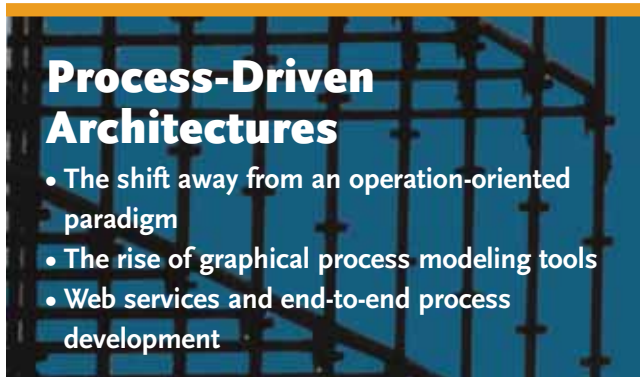 Process-Driven
Architectures
• The shift away from an operation-oriented
paradigm
• The rise of graphical process modeling tools
• Web services and end-to-end process
development